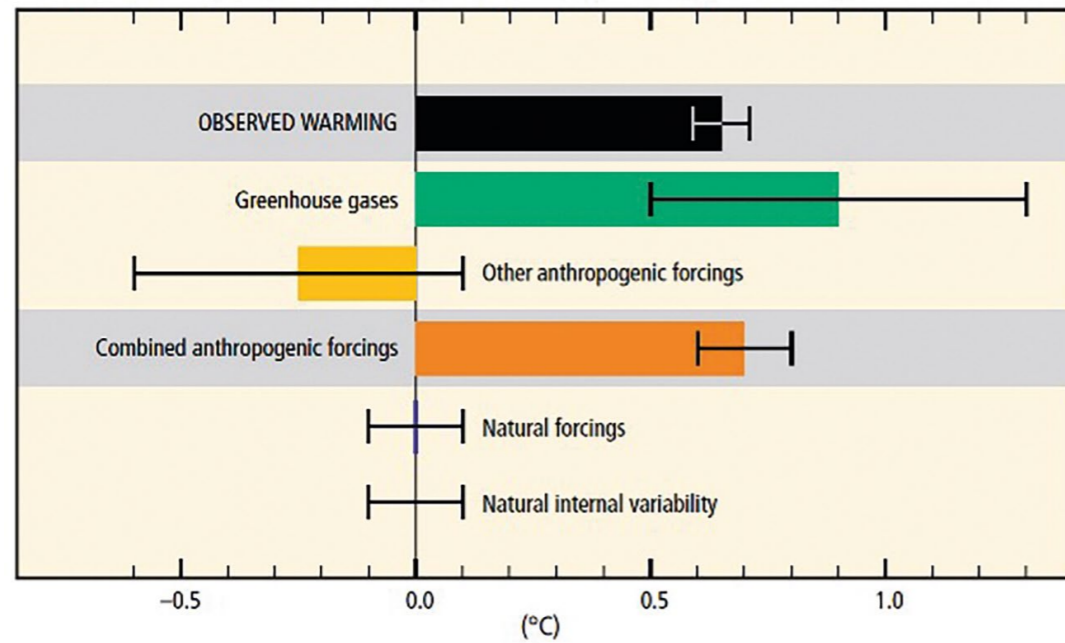 OBSERVED WARMING
Greenhouse gases
Other anthropogenic forcings
Combined anthropogenic forcings
Natural forcings
Natural internal variability
−0.5 0.0 0.5 1.0
(°C)